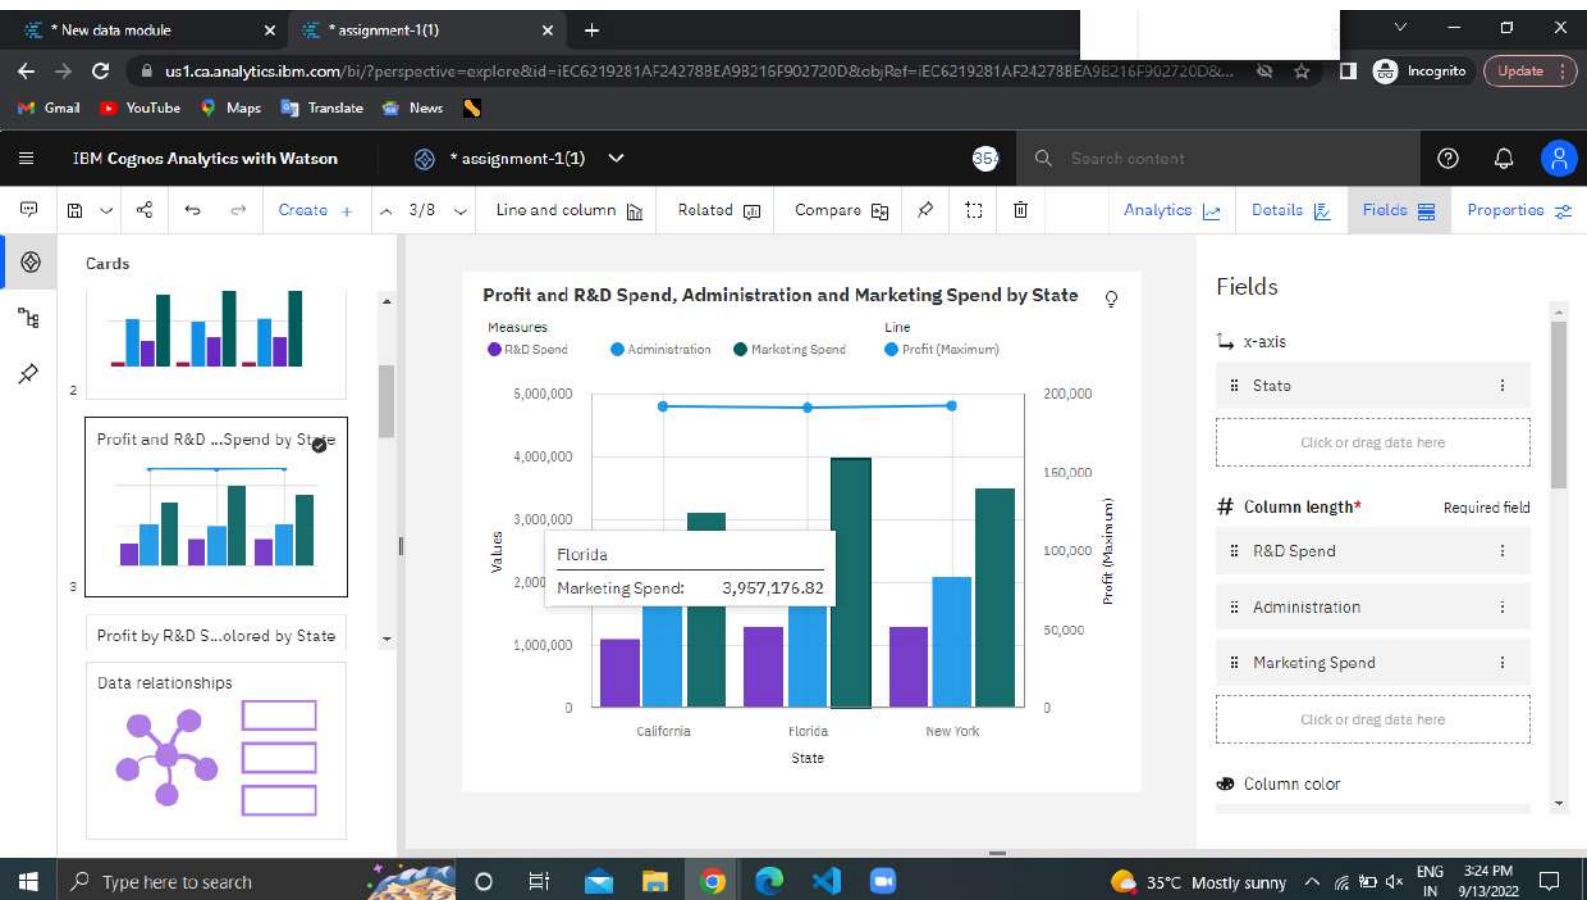 * New data module
* assignment-1(1)
us1.ca.analytics.ibm.com/bi/?perspective=explore&id=iEC6219281AF242788EA9B216F902720D&objRef=iEC6219281AF242788EA9B216F902720D&...
Incognito
Update
Gmail
YouTube
Maps
Translate
News
IBM Cognos Analytics with Watson
* assignment-1(1)
354
Search content
Create +
3/8
Line and column
Related
Compare
Analytics
Details
Fields
Properties
Cards
2
Profit and R&D ...Spend by State
3
Profit by R&D S...olored by State
Data relationships
Profit and R&D Spend, Administration and Marketing Spend by State
Measures
R&D Spend
Administration
Marketing Spend
Line
Profit (Maximum)
5,000,000
4,000,000
3,000,000
2,000
1,000,000
0
Values
Florida
Marketing Spend: 3,957,176.82
200,000
150,000
100,000
50,000
0
Profit (Maximum)
California
Florida
New York
State
Fields
x-axis
State
Click or drag data here
# Column length*
Required field
R&D Spend
Administration
Marketing Spend
Click or drag data here
Column color
Type here to search
35°C Mostly sunny
ENG
IN
3:24 PM
9/13/2022